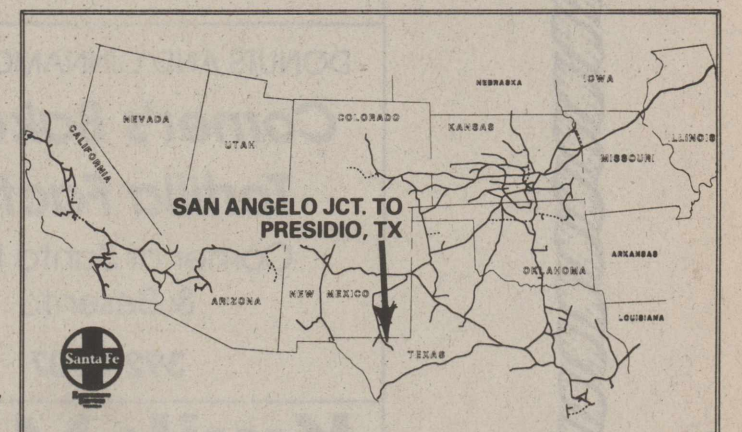 NEBRASKA
IOWA
NEVADA
UTAH
COLORADO
KANSAS
ILLINOIS
MISSOURI
CALIFORNIA
SAN ANGELO JCT. TO
PRESIDIO, TX
ARKANSAS
OKLAHOMA
ARIZONA
NEW MEXICO
LOUISIANA
TEXAS
Santa Fe